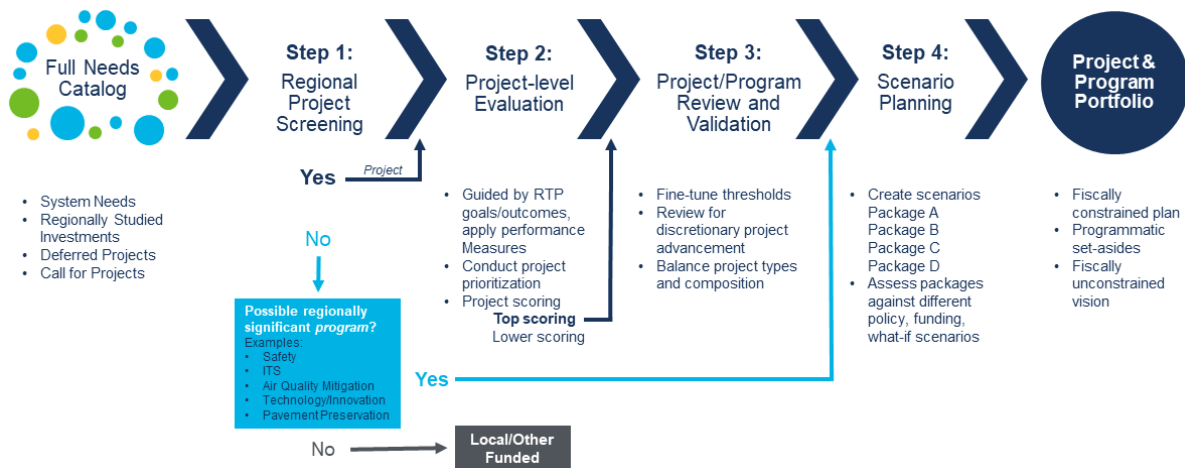 Full Needs
Catalog
Step 1:
Regional
Project
Screening
Step 2:
Project-level
Evaluation
Step 3:
Project/Program
Review and
Validation
Step 4:
Scenario
Planning
Project &
Program
Portfolio
Yes
Project
• System Needs
• Regionally Studied
Investments
• Deferred Projects
• Call for Projects
No
Possible regionally
significant program?
Examples:
• Safety
• ITS
• Air Quality Mitigation
• Technology/Innovation
• Pavement Preservation
• Guided by RTP
goals/outcomes,
apply performance
Measures
• Conduct project
prioritization
• Project scoring
Top scoring
Lower scoring
• Fine-tune thresholds
• Review for
discretionary project
advancement
• Balance project types
and composition
• Create scenarios
Package A
Package B
Package C
Package D
• Assess packages
against different
policy, funding,
what-if scenarios
• Fiscally
constrained plan
• Programmatic
set-asides
• Fiscally
unconstrained
vision
Yes
No
Local/Other
Funded